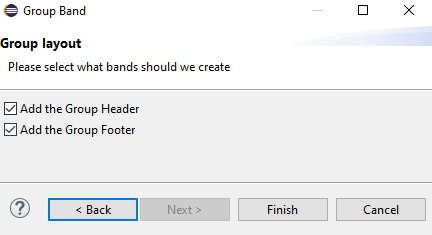 Group Band
Group layout
Please select what bands should we create
Add the Group Header
Add the Group Footer
?
< Back
Next >
Finish
Cancel